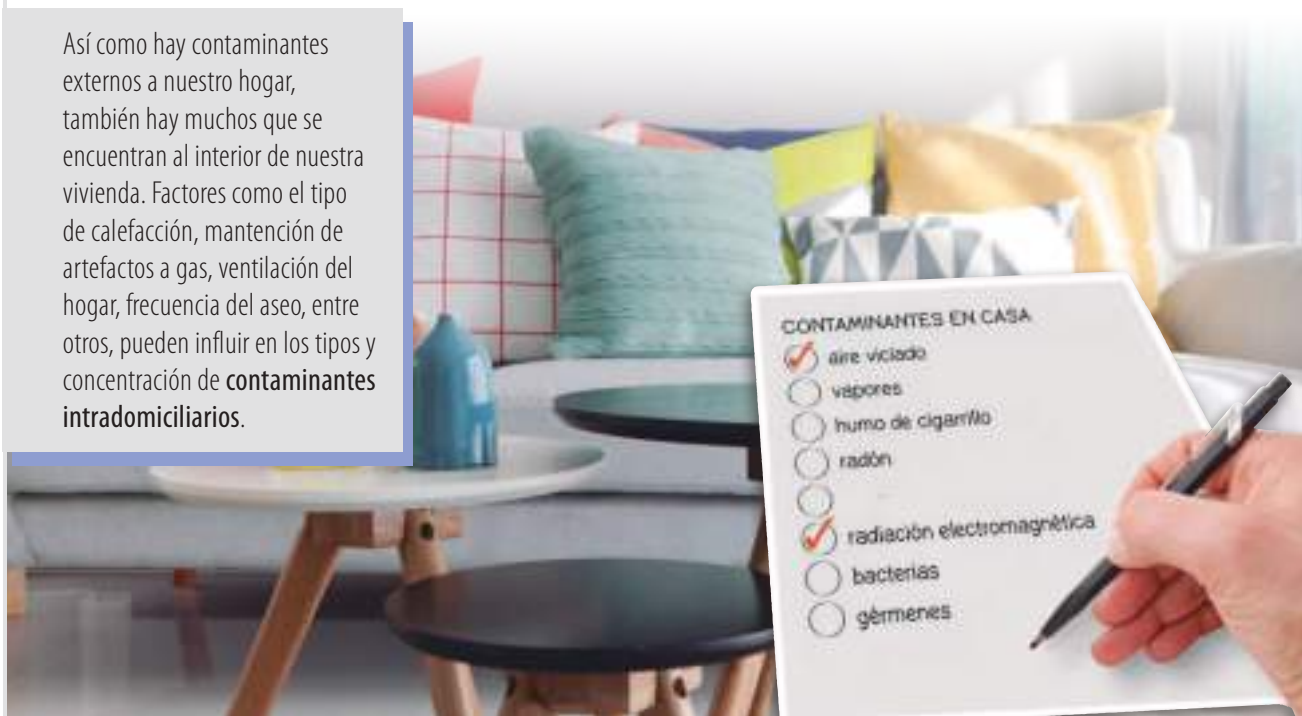 Así como hay contaminantes
externos a nuestro hogar,
también hay muchos que se
encuentran al interior de nuestra
vivienda. Factores como el tipo
de calefacción, mantención de
artefactos a gas, ventilación del
hogar, frecuencia del aseo, entre
otros, pueden influir en los tipos y
concentración de contaminantes
intradomiciliarios.
CONTAMINANTES EN CASA
aire viciado
vapores
humo de cigarrillo
radón
radiación electromagnética
bacterias
gérmenes